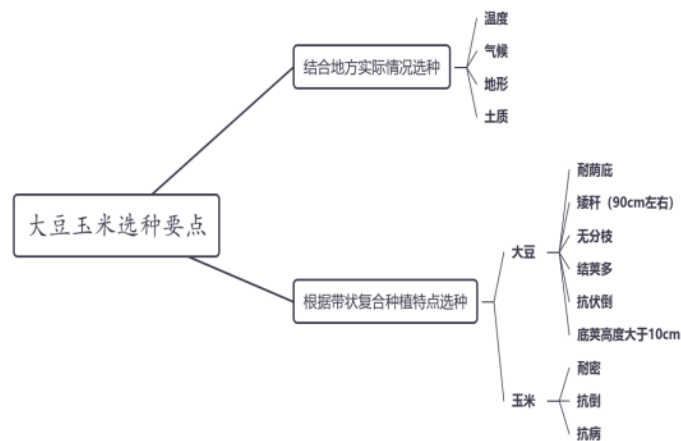 大豆玉米选种要点
结合地方实际情况选种
温度
气候
地形
土质
根据带状复合种植特点选种
大豆
耐荫庇
矮秆（90cm左右）
无分枝
结荚多
抗伏倒
底荚高度大于10cm
玉米
耐密
抗倒
抗病